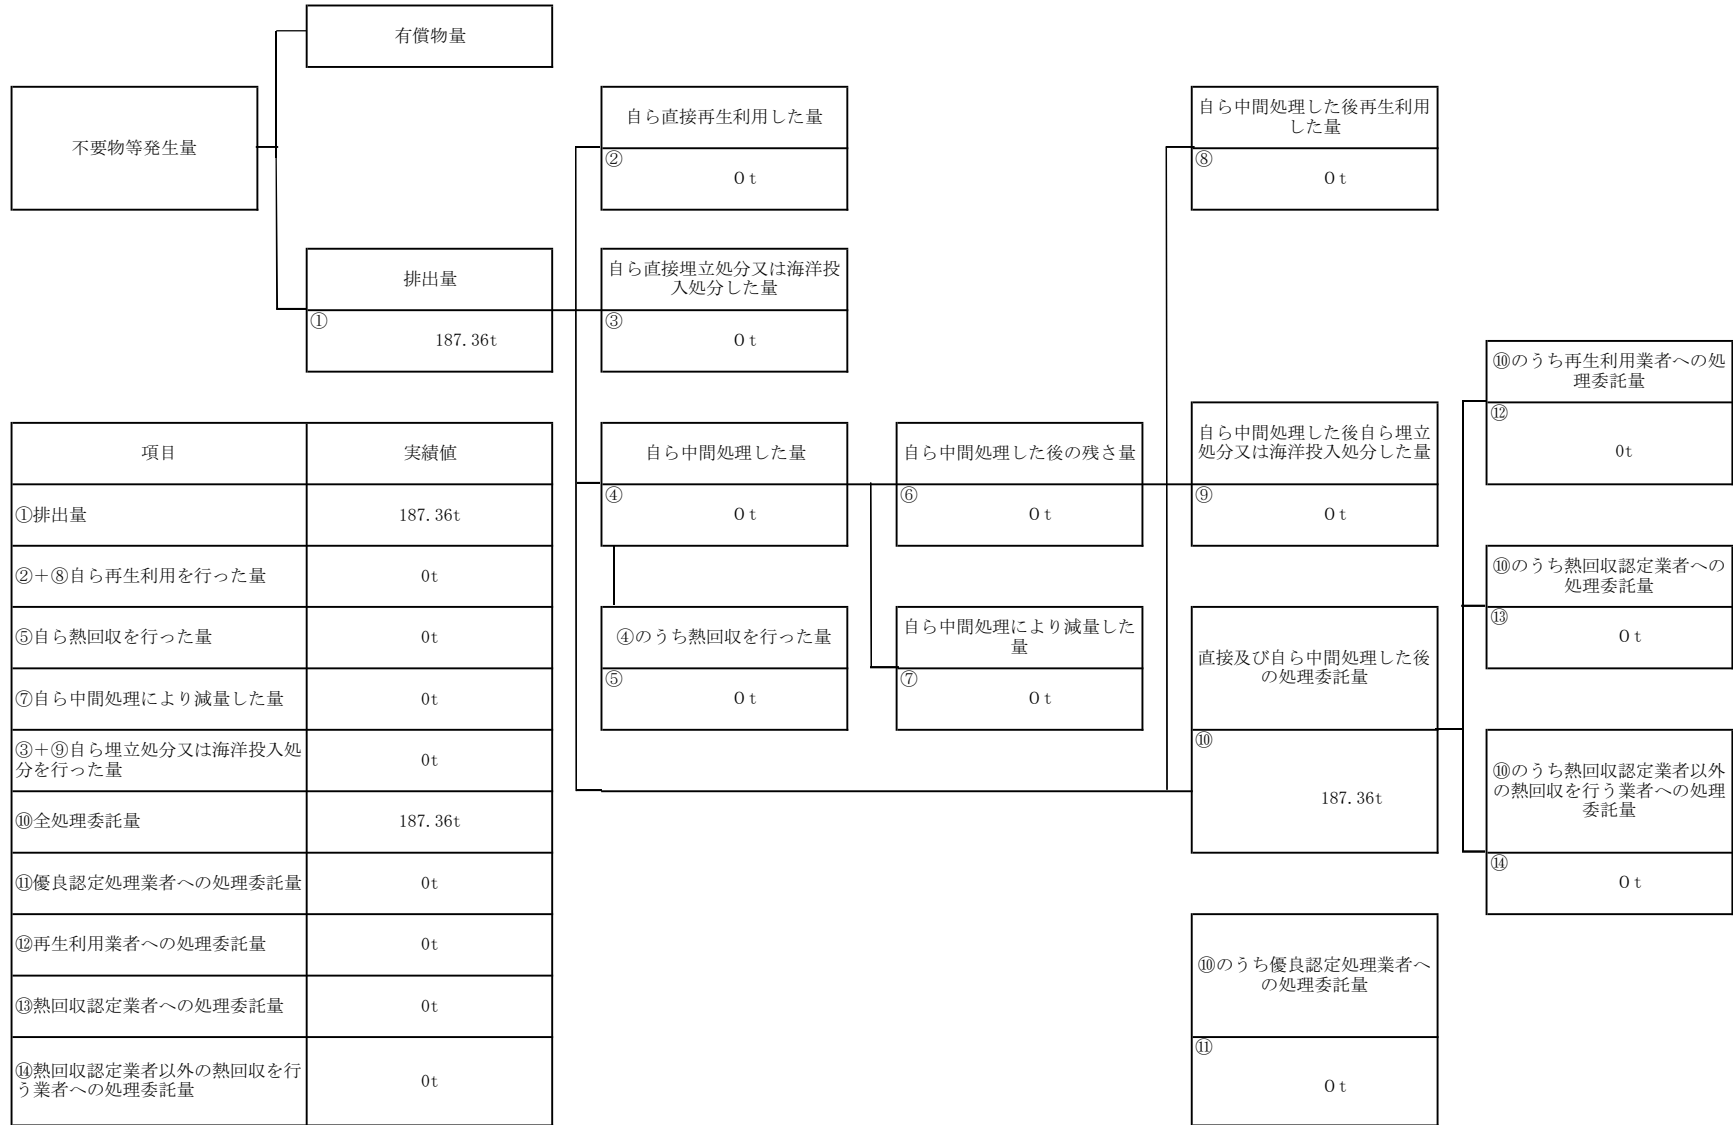 有償物量
不要物等発生量
自ら直接再生利用した量
②
0 t
自ら中間処理した後再生利用
した量
⑧
0 t
排出量
①
187.36t
自ら直接埋立処分又は海洋投
入処分した量
③
0 t
⑩のうち再生利用業者への処
理委託量
⑫
0t
自ら中間処理した量
④
0 t
自ら中間処理した後の残さ量
⑥
0 t
自ら中間処理した後自ら埋立
処分又は海洋投入処分した量
⑨
0 t
⑩のうち熱回収認定業者への
処理委託量
⑬
0 t
④のうち熱回収を行った量
⑤
0 t
自ら中間処理により減量した
量
⑦
0 t
直接及び自ら中間処理した後
の処理委託量
⑩
187.36t
⑩のうち熱回収認定業者以外
の熱回収を行う業者への処理
委託量
⑭
0 t
⑩のうち優良認定処理業者へ
の処理委託量
⑪
0 t
項目 実績値
①排出量 187.36t
②＋⑧自ら再生利用を行った量 0t
⑤自ら熱回収を行った量 0t
⑦自ら中間処理により減量した量 0t
③＋⑨自ら埋立処分又は海洋投入処
分を行った量 0t
⑩全処理委託量 187.36t
⑪優良認定処理業者への処理委託量 0t
⑫再生利用業者への処理委託量 0t
⑬熱回収認定業者への処理委託量 0t
⑭熱回収認定業者以外の熱回収を行
う業者への処理委託量 0t